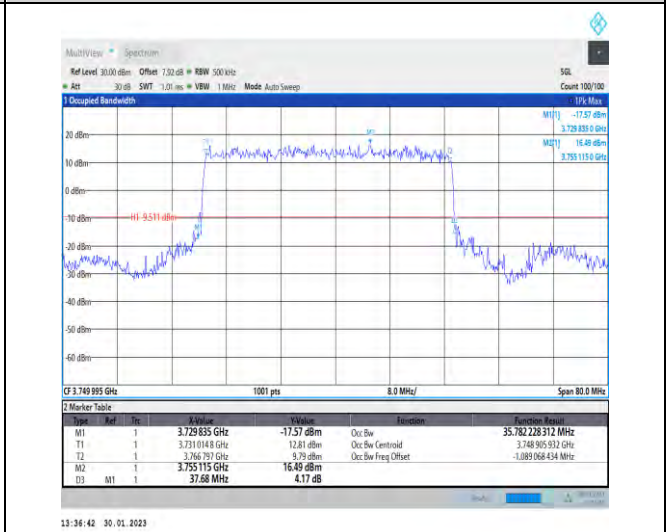 MultiView Spectrum
Ref Level 30.00 dBm Offset 7.92 dB RBW 500 kHz SGL
Att 30 dB SWT 1.01 ms VBW 1 MHz Mode Auto Sweep Count 100/100
1 Occupied Bandwidth 1Pk Max
M1[1] -17.57 dBm
3.729 835 0 GHz
M2[1] 16.49 dBm
3.755 115 0 GHz
20 dBm
10 dBm
0 dBm
-10 dBm
H1 -9.511 dBm
-20 dBm
-30 dBm
-40 dBm
-50 dBm
-60 dBm
CF 3.749 995 GHz 1001 pts 8.0 MHz/ Span 80.0 MHz
2 Marker Table
Type Ref Trc X-Value Y-Value Function Function Result
M1 1 3.729 835 GHz -17.57 dBm Occ Bw 35.782 228 312 MHz
T1 1 3.731 014 8 GHz 12.81 dBm Occ Bw Centroid 3.748 905 932 GHz
T2 1 3.766 797 GHz 9.79 dBm Occ Bw Freq Offset -1.089 068 434 MHz
M2 1 3.755 115 GHz 16.49 dBm
D3 M1 1 37.68 MHz 4.17 dB
13:36:42 30.01.2023